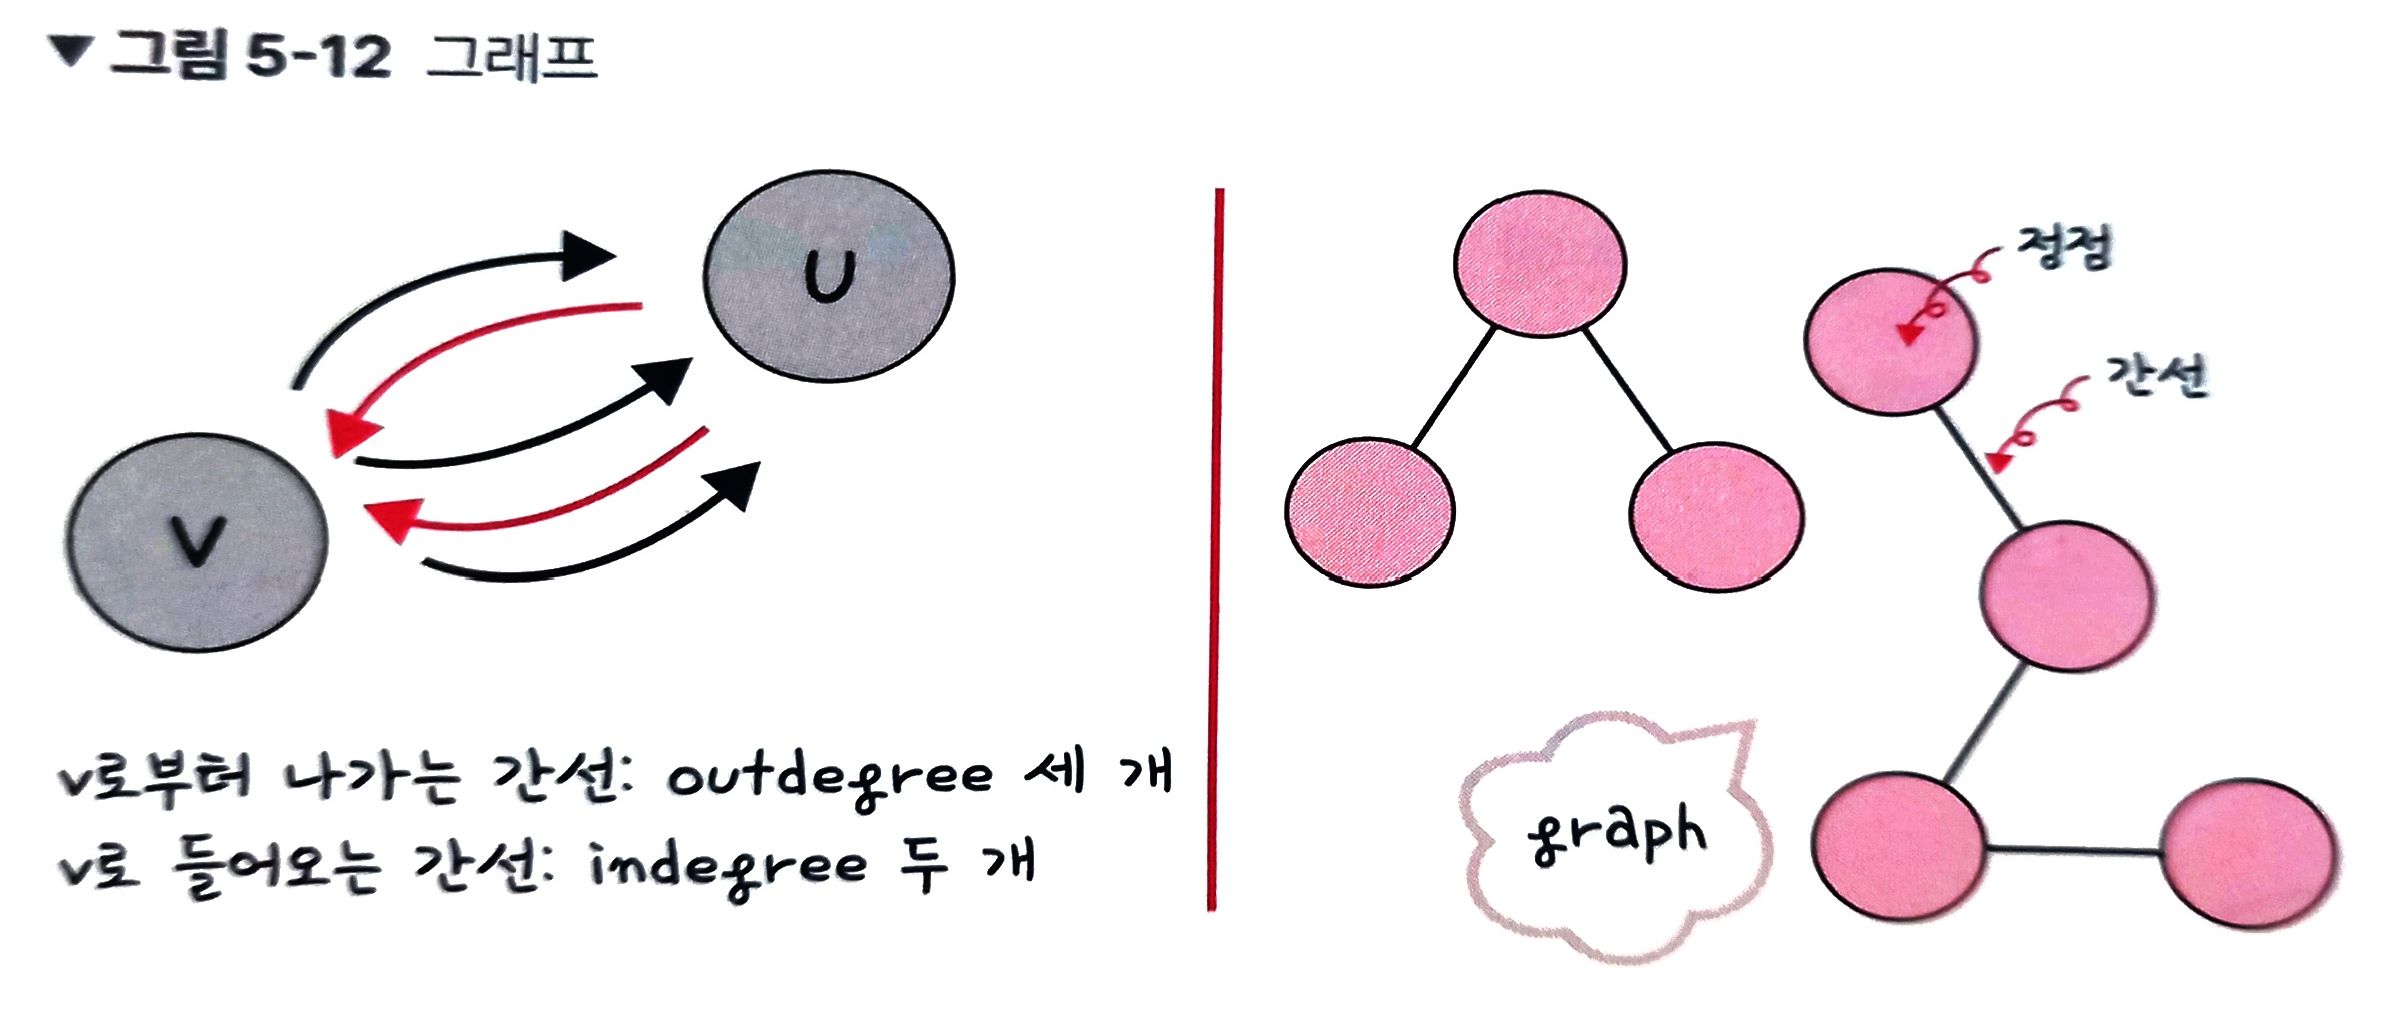 ▼ 그림 5-12 그래프
U
V
v로부터 나가는 간선: outdegree 세 개
v로 들어오는 간선: indegree 두 개
정점
간선
graph